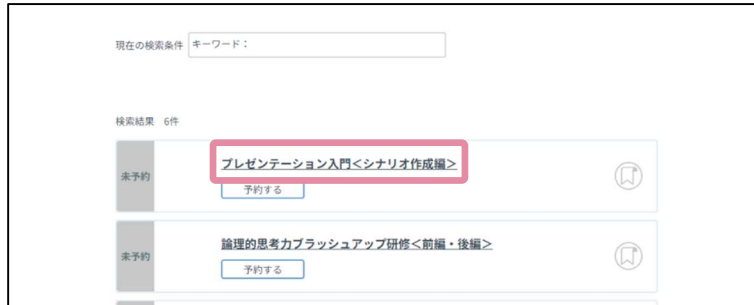 現在の検索条件 キーワード：
検索結果 6件
未予約
プレゼンテーション入門<シナリオ作成編>
予約する
未予約
論理的思考力ブラッシュアップ研修<前編・後編>
予約する